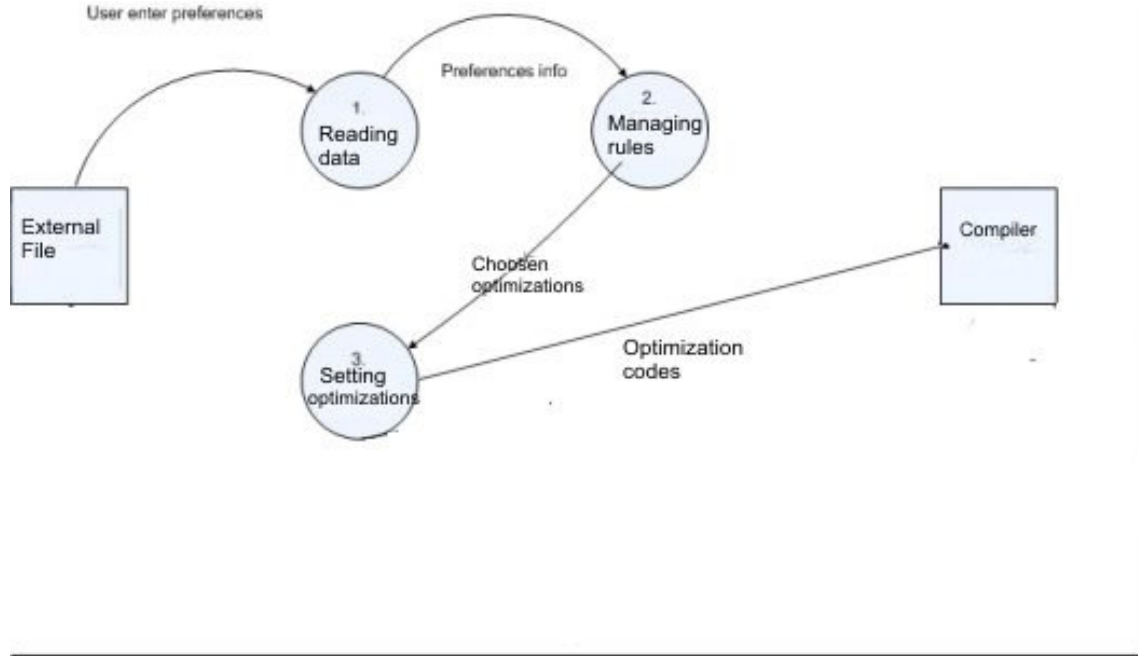 User enter preferences
Preferences info
1.
Reading
data
2.
Managing
rules
External
File
Compiler
Choosen
optimizations
3.
Setting
optimizations
Optimization
codes